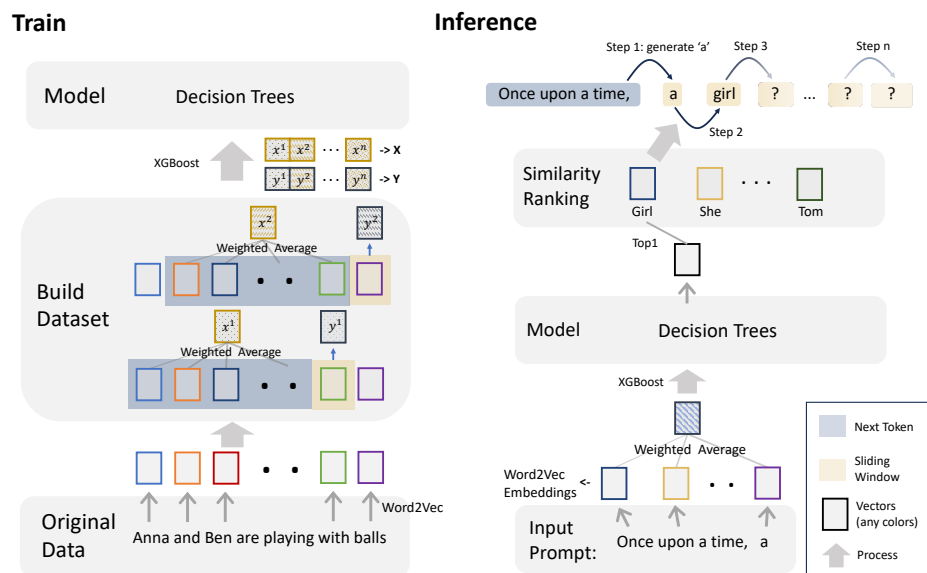 Train
Model Decision Trees
XGBoost
x¹ x² ... xⁿ -> X
y¹ y² ... yⁿ -> Y
Build
Dataset
x² y²
Weighted Average
x¹ y¹
Weighted Average
Word2Vec
Original
Data
Anna and Ben are playing with balls
Inference
Step 1: generate ‘a’ Step 3 Step n
Once upon a time, a girl ? ... ? ?
Step 2
Similarity
Ranking
Girl She Tom
Top1
Model Decision Trees
XGBoost
Weighted Average
Word2Vec <-
Embeddings
Input
Prompt:
Once upon a time, a
Next Token
Sliding
Window
Vectors
(any colors)
Process